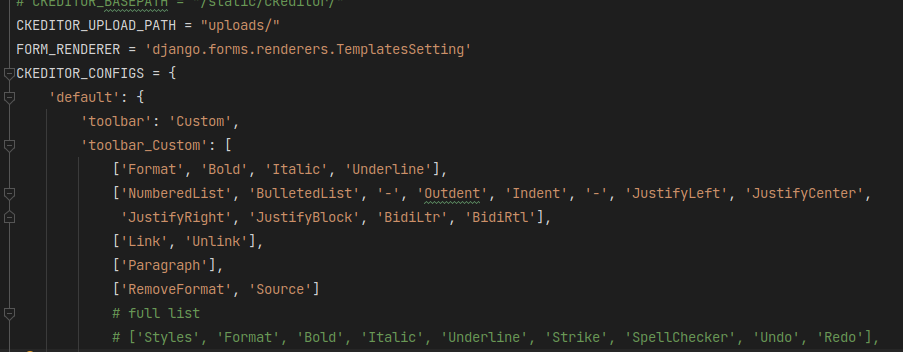 # CKEDITOR_BASEPATH = "/static/ckeditor/"
CKEDITOR_UPLOAD_PATH = "uploads/"
FORM_RENDERER = 'django.forms.renderers.TemplatesSetting'
CKEDITOR_CONFIGS = {
    'default': {
        'toolbar': 'Custom',
        'toolbar_Custom': [
            ['Format', 'Bold', 'Italic', 'Underline'],
            ['NumberedList', 'BulletedList', '-', 'Outdent', 'Indent', '-', 'JustifyLeft', 'JustifyCenter',
             'JustifyRight', 'JustifyBlock', 'BidiLtr', 'BidiRtl'],
            ['Link', 'Unlink'],
            ['Paragraph'],
            ['RemoveFormat', 'Source']
            # full list
            # ['Styles', 'Format', 'Bold', 'Italic', 'Underline', 'Strike', 'SpellChecker', 'Undo', 'Redo'],